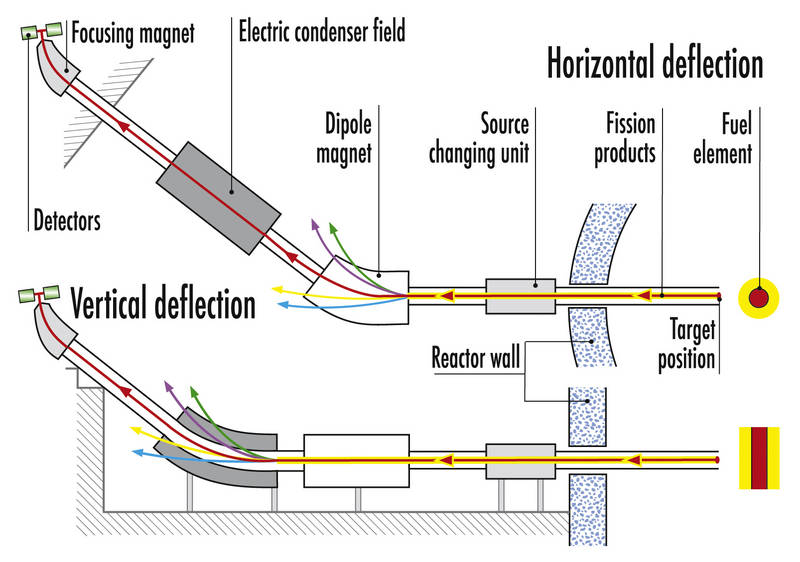 Focusing magnet
Electric condenser field
Horizontal deflection
Dipole
magnet
Source
changing unit
Fission
products
Fuel
element
Detectors
Vertical deflection
Reactor wall
Target
position